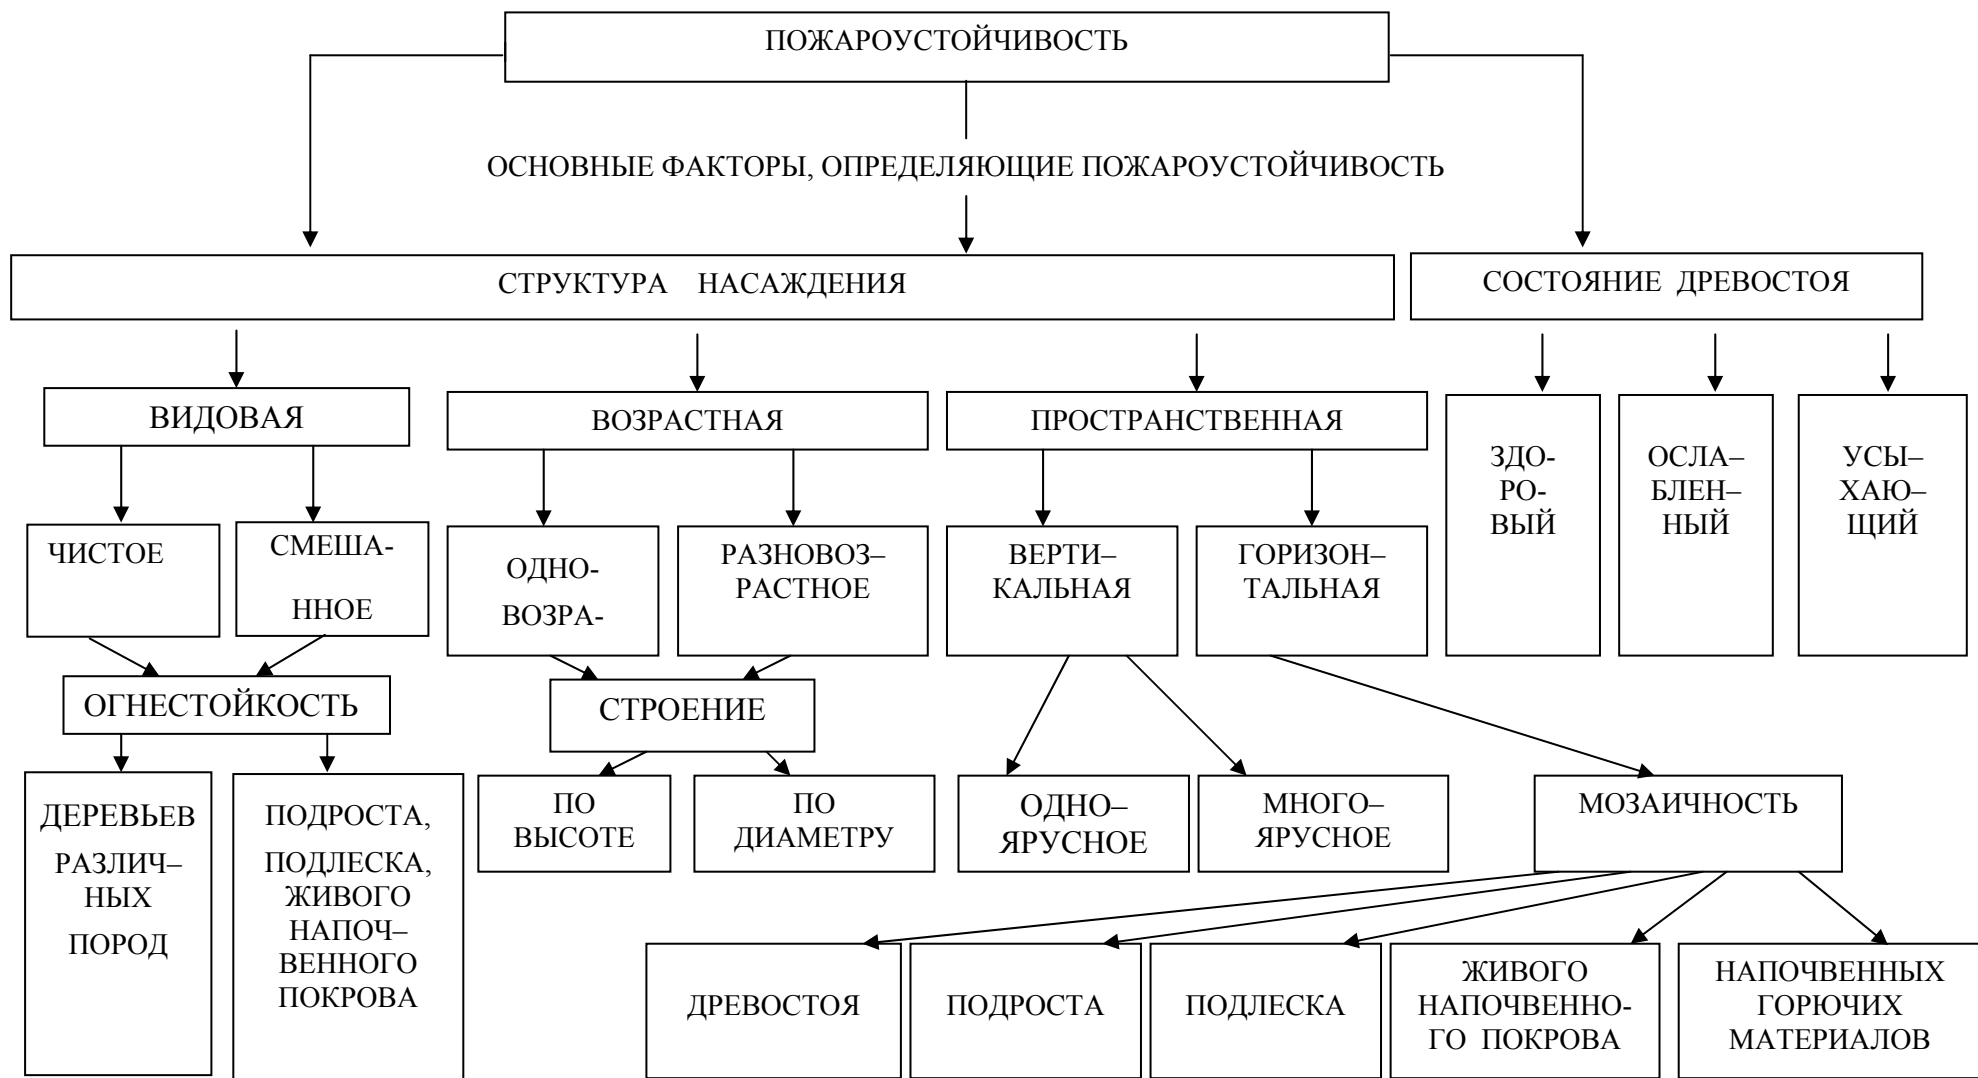 ПОЖАРОУСТОЙЧИВОСТЬ
ОСНОВНЫЕ ФАКТОРЫ, ОПРЕДЕЛЯЮЩИЕ ПОЖАРОУСТОЙЧИВОСТЬ
СТРУКТУРА НАСАЖДЕНИЯ
СОСТОЯНИЕ ДРЕВОСТОЯ
ВИДОВАЯ
ВОЗРАСТНАЯ
ПРОСТРАНСТВЕННАЯ
ЗДО-
РО-
ВЫЙ
ОСЛА–
БЛЕН–
НЫЙ
УСЫ–
ХАЮ–
ЩИЙ
ЧИСТОЕ
СМЕША-
ННОЕ
ОДНО-
ВОЗРА-
РАЗНОВОЗ–
РАСТНОЕ
ВЕРТИ–
КАЛЬНАЯ
ГОРИЗОН–
ТАЛЬНАЯ
ОГНЕСТОЙКОСТЬ
СТРОЕНИЕ
ДЕРЕВЬЕВ
РАЗЛИЧ–
НЫХ
ПОРОД
ПОДРОСТА,
ПОДЛЕСКА,
ЖИВОГО
НАПОЧ–
ВЕННОГО
ПОКРОВА
ПО
ВЫСОТЕ
ПО
ДИАМЕТРУ
ОДНО–
ЯРУСНОЕ
МНОГО–
ЯРУСНОЕ
МОЗАИЧНОСТЬ
ДРЕВОСТОЯ
ПОДРОСТА
ПОДЛЕСКА
ЖИВОГО
НАПОЧВЕННО-
ГО ПОКРОВА
НАПОЧВЕННЫХ
ГОРЮЧИХ
МАТЕРИАЛОВ